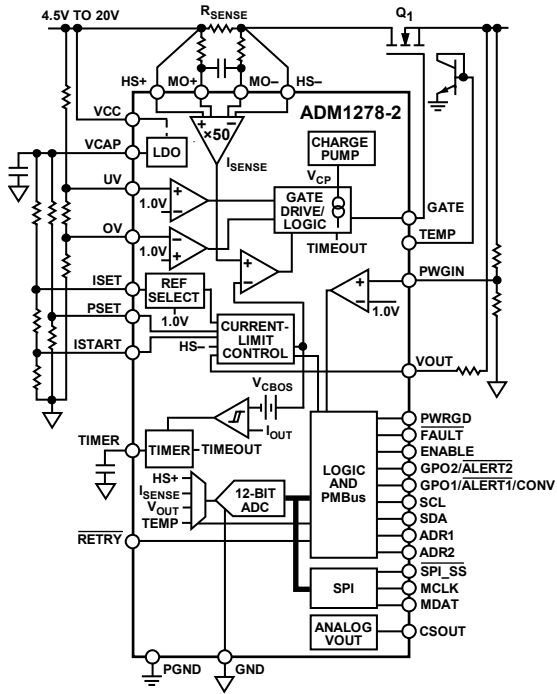 4.5V TO 20V
RSENSE
Q1
HS+ MO+ MO– HS–
ADM1278-2
VCC
VCAP
LDO
+ –
×50
ISENSE
CHARGE
PUMP
VCP
UV
+
1.0V –
GATE
DRIVE/
LOGIC
TIMEOUT
GATE
TEMP
OV
–
1.0V +
+
–
ISET
REF
SELECT
1.0V
+
–
1.0V
PWGIN
PSET
ISTART
HS–
CURRENT-
LIMIT
CONTROL
VOUT
VCBOS
IOUT
TIMER
TIMER
TIMEOUT
LOGIC
AND
PMBus
PWRGD
FAULT
ENABLE
GPO2/ALERT2
GPO1/ALERT1/CONV
SCL
SDA
ADR1
ADR2
HS+
ISENSE
VOUT
TEMP
12-BIT
ADC
RETRY
SPI
SPI_SS
MCLK
MDAT
ANALOG
VOUT
CSOUT
PGND
GND